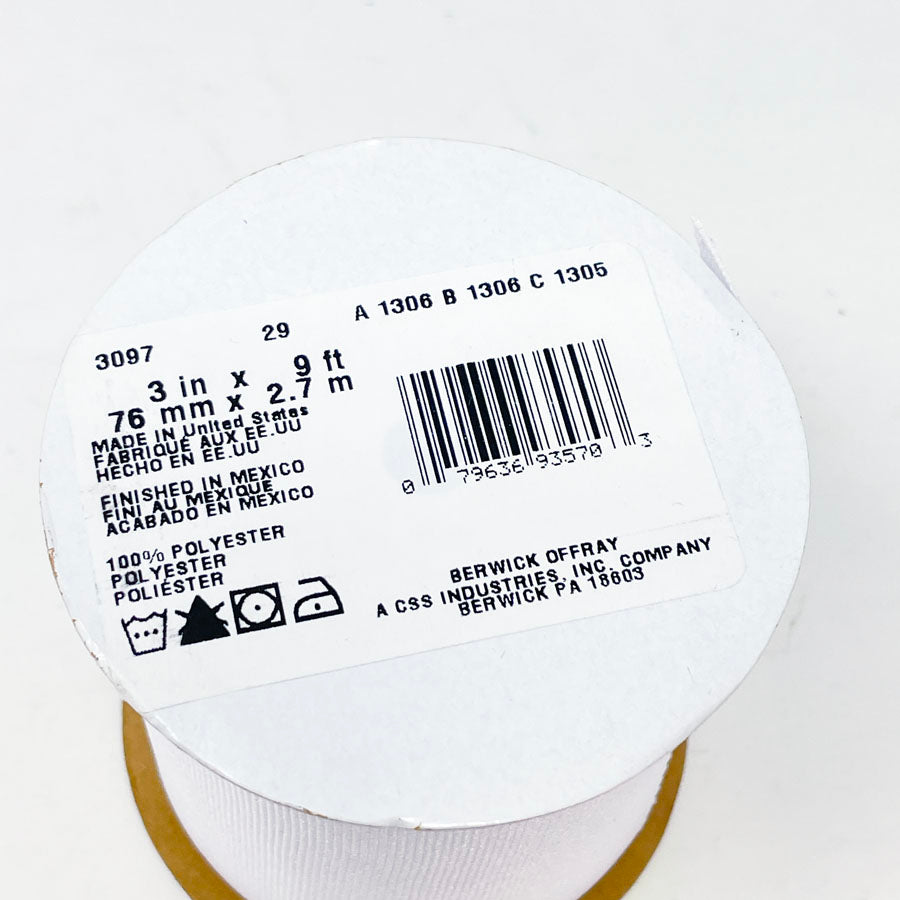 A 1306 B 1306 C 1305
3097 29
3 in x 9 ft
76 mm x 2.7 m
MADE IN United States
FABRIQUÉ AUX EE.UU
HECHO EN EE.UU
FINISHED IN MEXICO
FINI AU MEXIQUE
ACABADO EN MEXICO
100% POLYESTER
POLYESTER
POLIÉSTER
0 79636 93570 3
BERWICK OFFRAY
A CSS INDUSTRIES, INC. COMPANY
BERWICK PA 18603